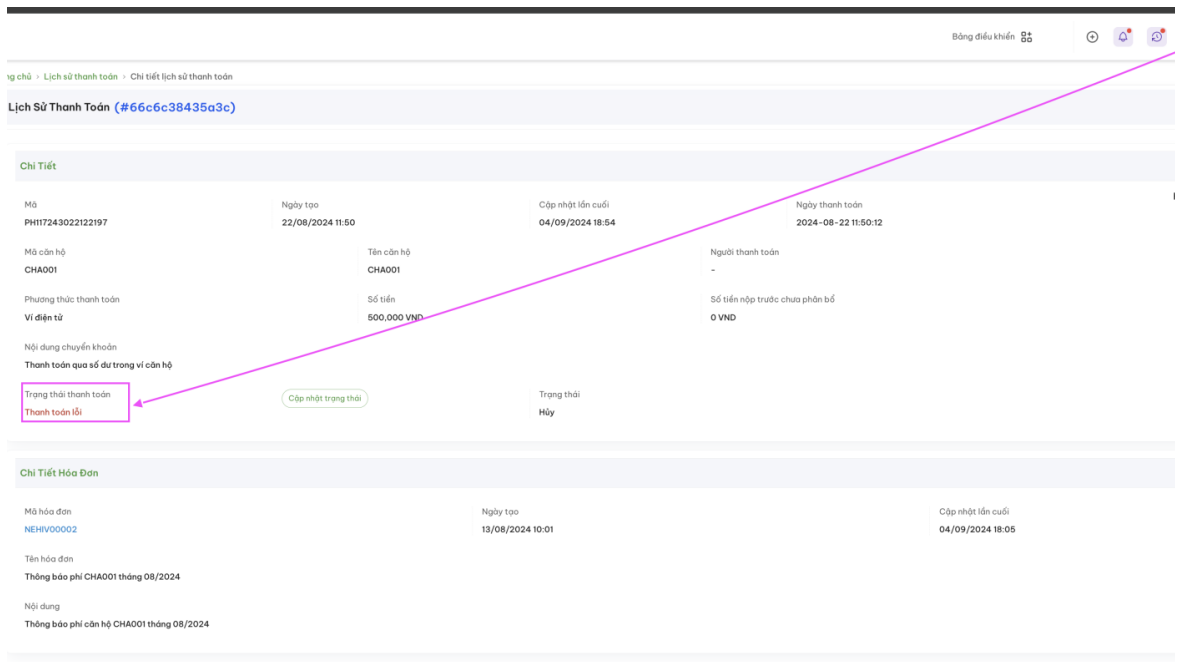 Bảng điều khiển
ng chủ > Lịch sử thanh toán > Chi tiết lịch sử thanh toán
Lịch Sử Thanh Toán (#66c6c38435a3c)
Chi Tiết
Mã Ngày tạo Cập nhật lần cuối Ngày thanh toán
PH117243022122197 22/08/2024 11:50 04/09/2024 18:54 2024-08-22 11:50:12
Mã căn hộ Tên căn hộ Người thanh toán
CHA001 CHA001 -
Phương thức thanh toán Số tiền Số tiền nộp trước chưa phân bổ
Ví điện tử 500,000 VND 0 VND
Nội dung chuyển khoản
Thanh toán qua số dư trong ví căn hộ
Trạng thái thanh toán Cập nhật trạng thái Trạng thái
Thanh toán lỗi Hủy
Chi Tiết Hóa Đơn
Mã hóa đơn Ngày tạo Cập nhật lần cuối
NEHIV00002 13/08/2024 10:01 04/09/2024 18:05
Tên hóa đơn
Thông báo phí CHA001 tháng 08/2024
Nội dung
Thông báo phí căn hộ CHA001 tháng 08/2024